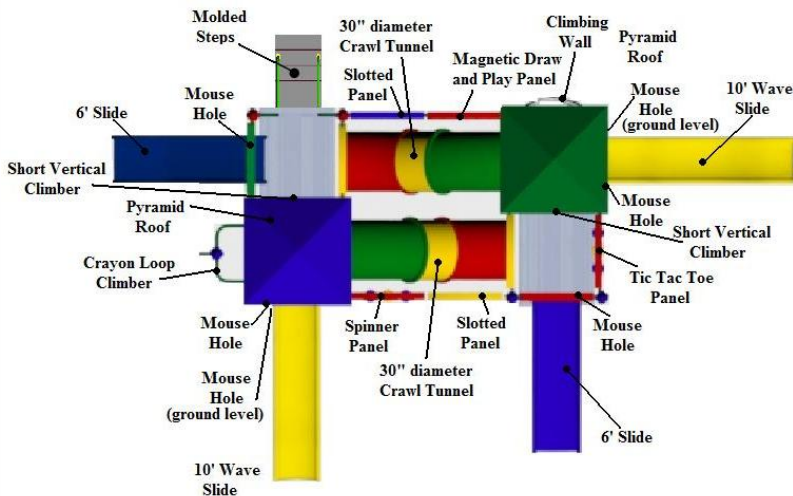 Molded
Steps
30" diameter
Crawl Tunnel
Climbing
Wall
Pyramid
Roof
Slotted
Panel
Magnetic Draw
and Play Panel
Mouse
Hole
6' Slide
Mouse
Hole
(ground level)
10' Wave
Slide
Short Vertical
Climber
Pyramid
Roof
Mouse
Hole
Short Vertical
Climber
Crayon Loop
Climber
Tic Tac Toe
Panel
Mouse
Hole
Spinner
Panel
Slotted
Panel
Mouse
Hole
Mouse
Hole
(ground level)
30" diameter
Crawl Tunnel
6' Slide
10' Wave
Slide